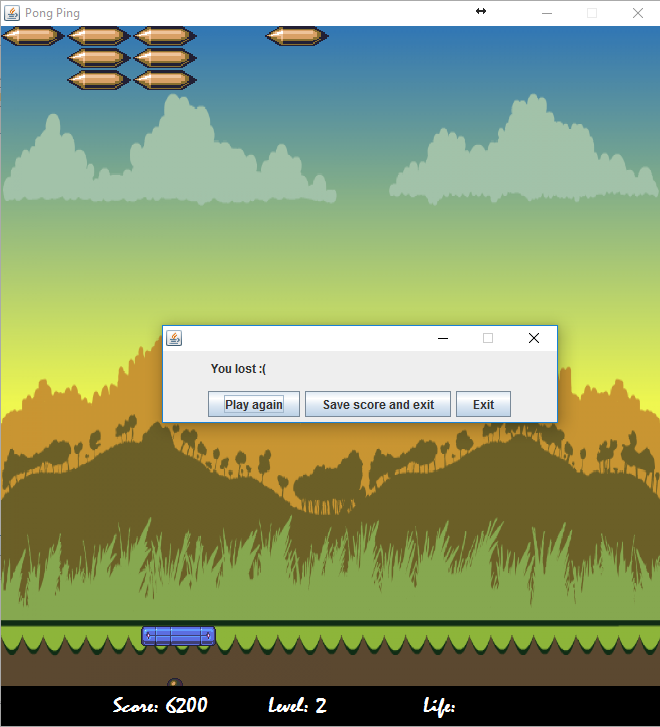 Pong Ping
You lost :(
Play again Save score and exit Exit
Score: 6200 Level: 2 Life: